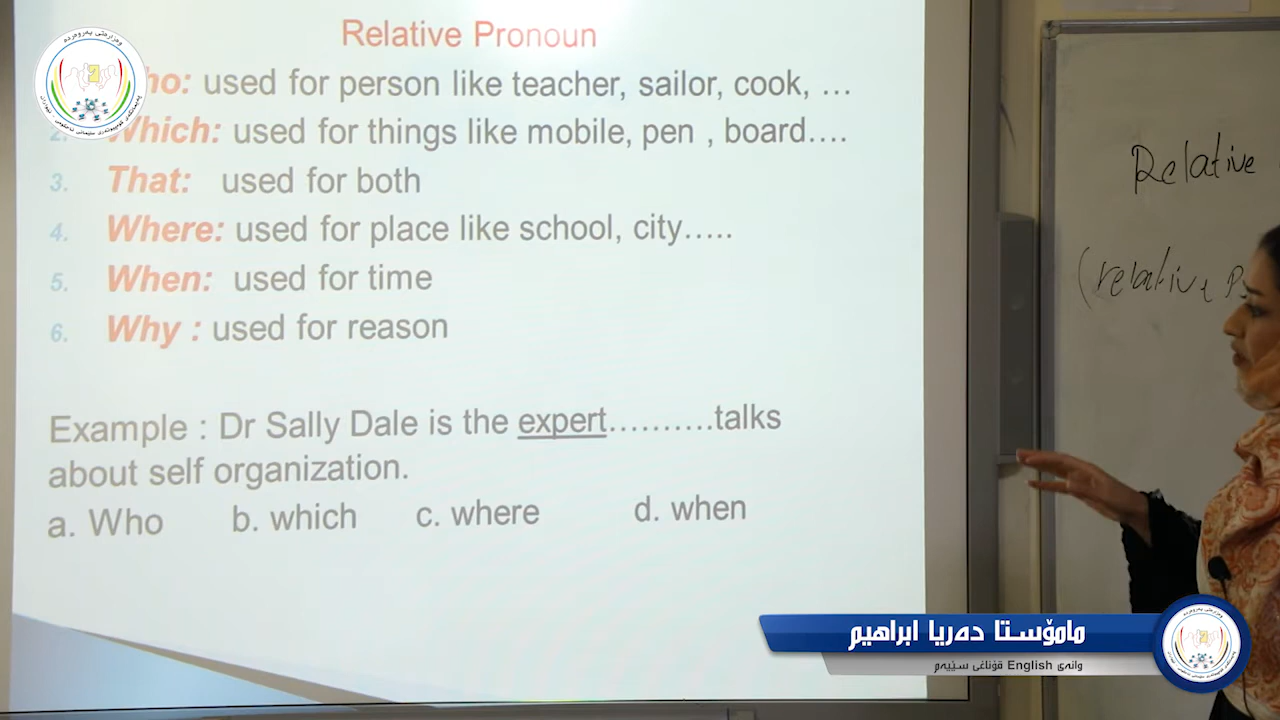 Relative Pronoun
ho: used for person like teacher, sailor, cook, ...
2. Which: used for things like mobile, pen , board....
3. That: used for both
4. Where: used for place like school, city.....
5. When: used for time
6. Why : used for reason
Example : Dr Sally Dale is the expert..........talks
about self organization.
a. Who b. which c. where d. when
Relative
(relative P
مامۆستا دەریا ابراهیم
وانەی English قۆناغی سێیەم